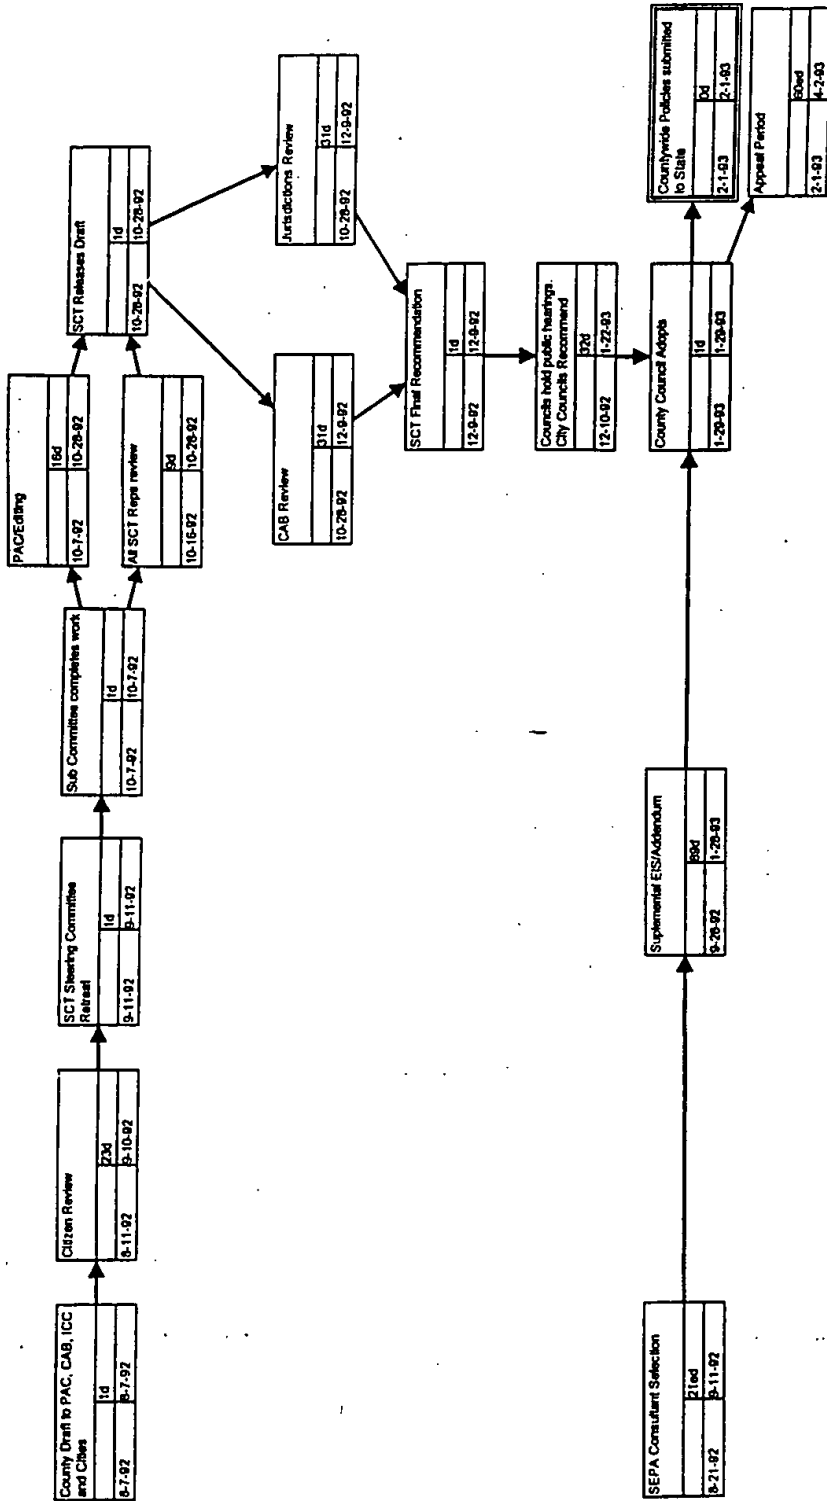 County Draft to PAC, CAB, ICC
and Cities
1d
8-7-92
8-7-92
Citizen Review
23d
8-11-92
9-10-92
SCT Steering Committee
Retreat
1d
9-11-92
9-11-92
Sub Committee completes work
1d
10-7-92
10-7-92
PAC/Editing
16d
10-7-92
10-28-92
All SCT Reps review
9d
10-16-92
10-28-92
SCT Releases Draft
1d
10-28-92
10-28-92
CAB Review
31d
10-28-92
12-9-92
Jurisdictions Review
31d
10-28-92
12-9-92
SCT Final Recommendation
1d
12-9-92
12-9-92
Councils hold public hearings.
City Councils Recommend
32d
12-10-92
1-22-93
SEPA Consultant Selection
21ed
8-21-92
9-11-92
Suplemental EIS/Addendum
89d
9-28-92
1-28-93
County Council Adopts
1d
1-29-93
1-29-93
Countywide Policies submitted
to State
0d
2-1-93
2-1-93
Appeal Period
60ed
2-1-93
4-2-93